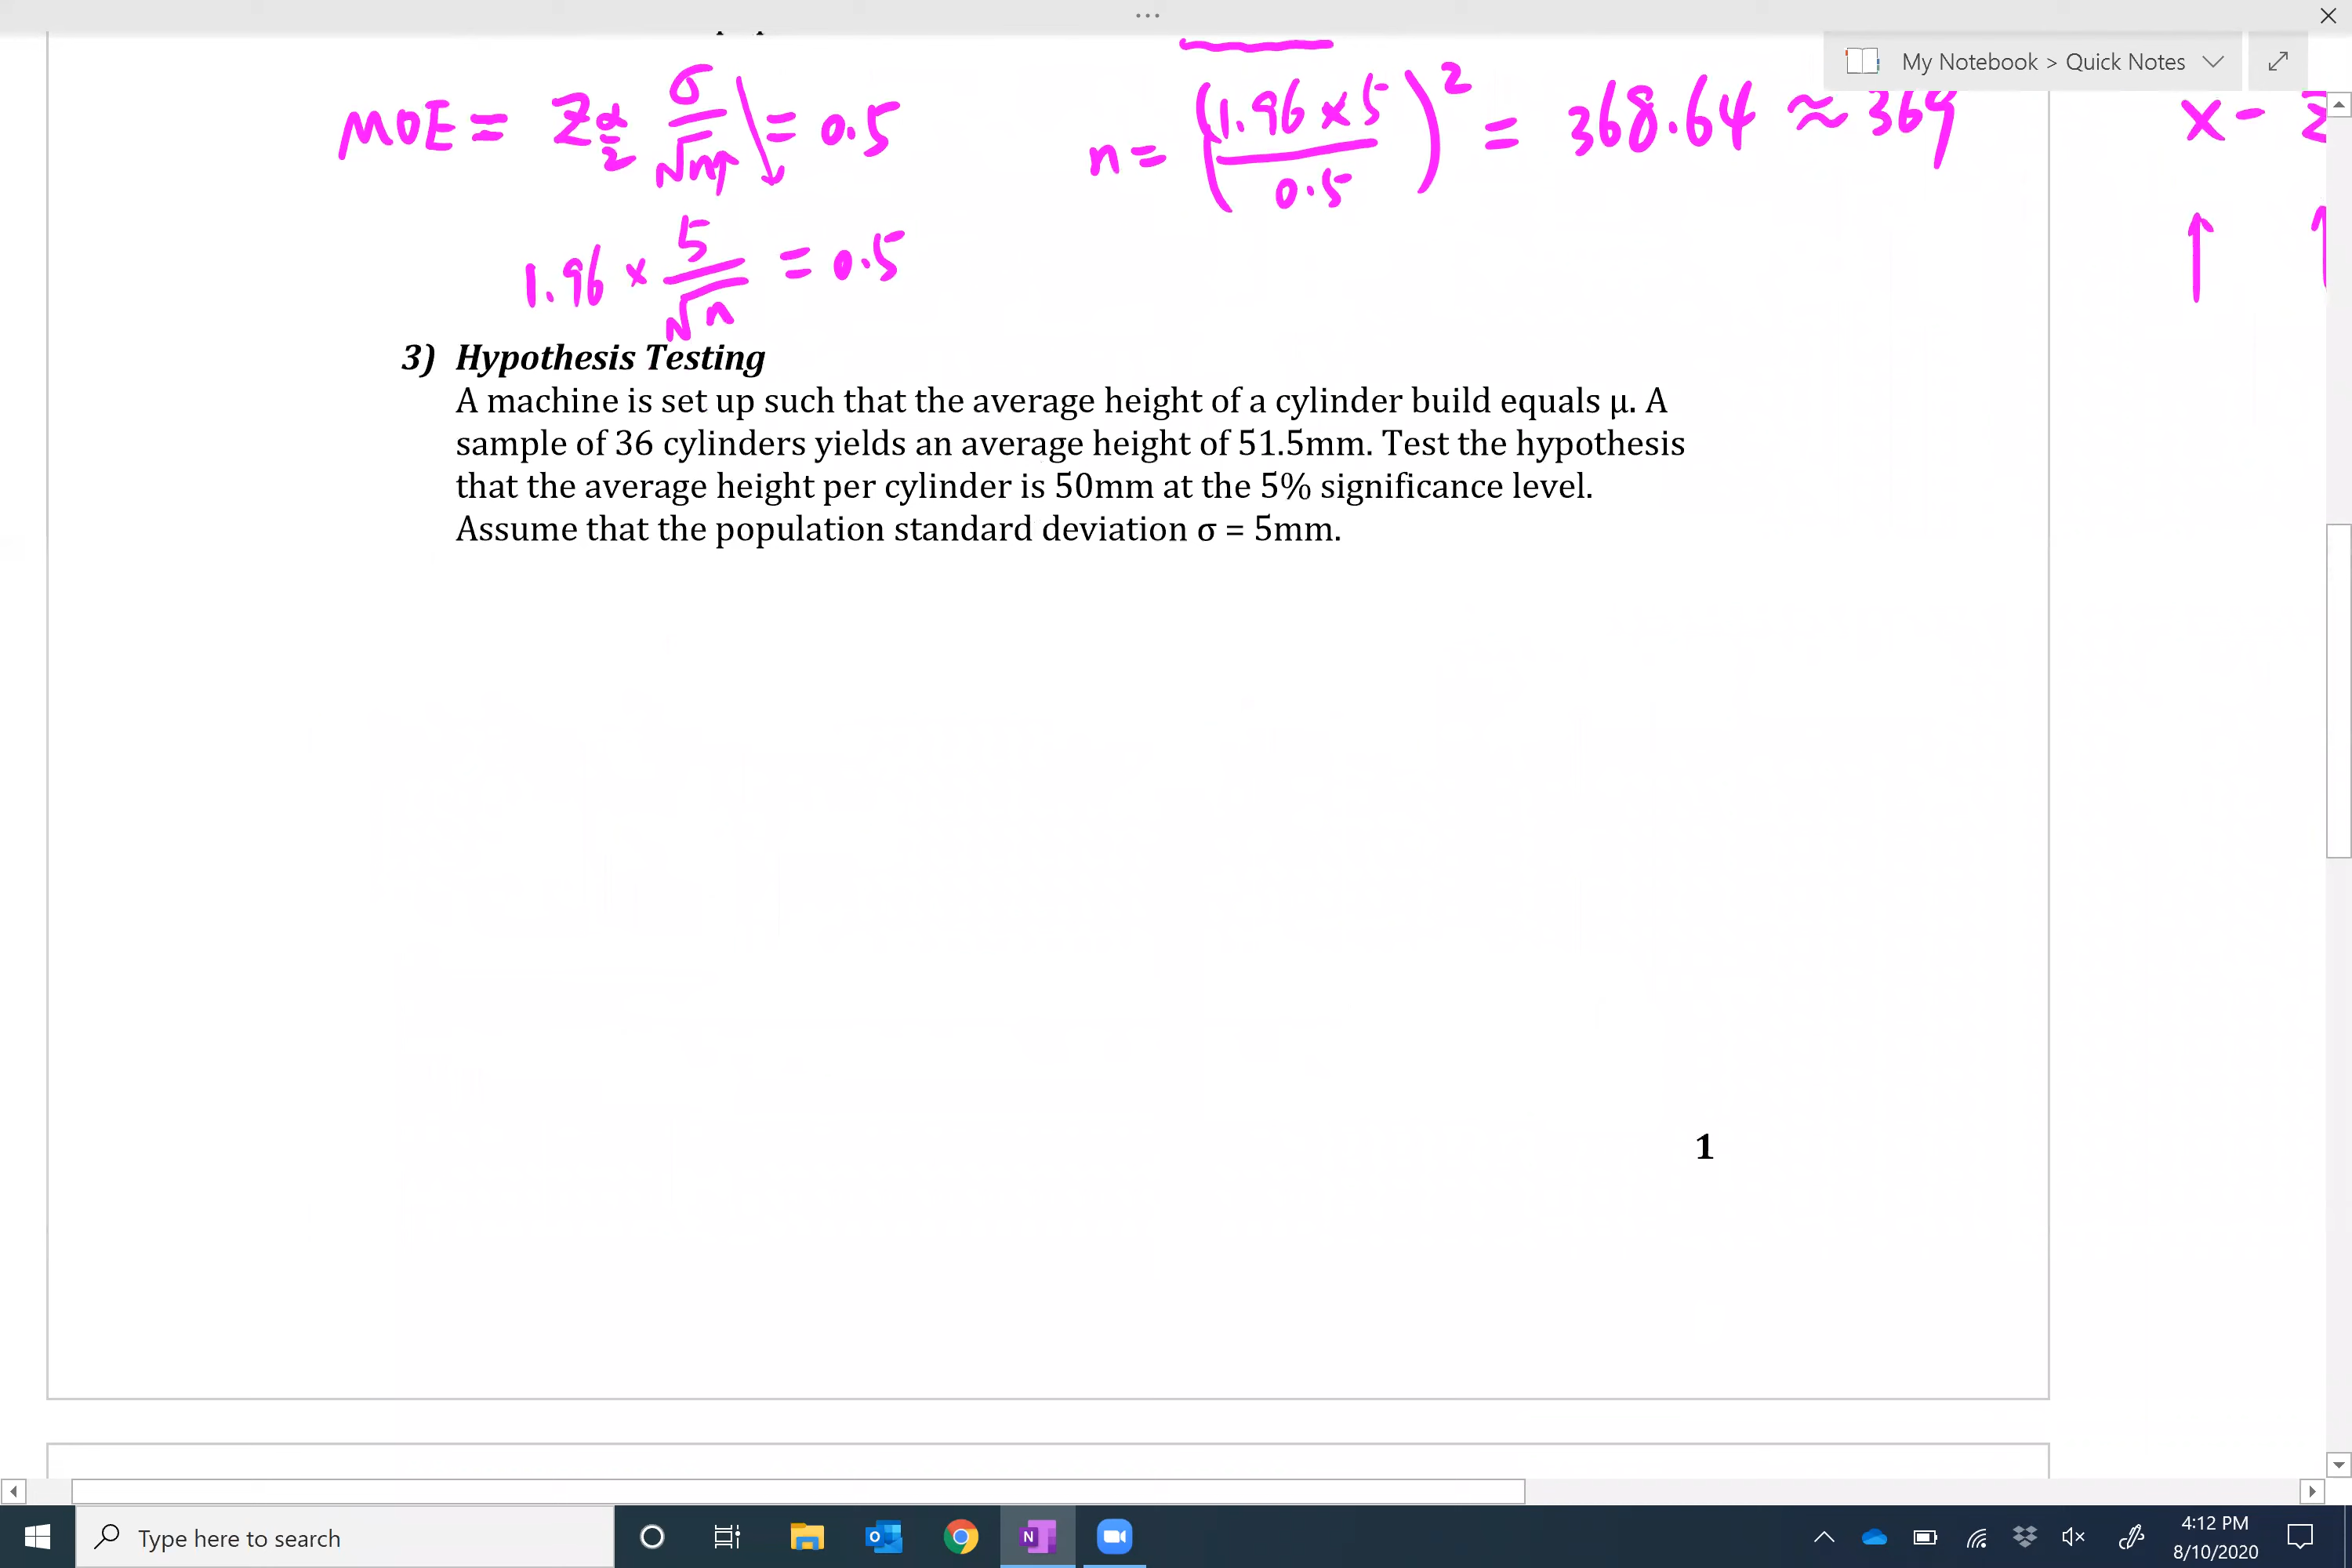 My Notebook > Quick Notes
MOE = Z α/2 σ/√n = 0.5
n = (1.96 × 5 / 0.5)² = 368.64 ≈ 369
x -
1.96 × 5/√n = 0.5
3) Hypothesis Testing
A machine is set up such that the average height of a cylinder build equals μ. A
sample of 36 cylinders yields an average height of 51.5mm. Test the hypothesis
that the average height per cylinder is 50mm at the 5% significance level.
Assume that the population standard deviation σ = 5mm.
1
Type here to search
4:12 PM
8/10/2020